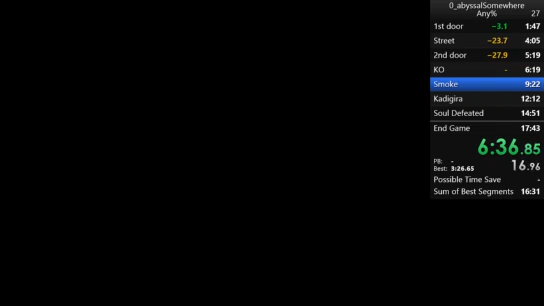 0_abyssalSomewhere
Any% 27
1st door −3.1 1:47
Street −23.7 4:05
2nd door −27.9 5:19
KO - 6:19
Smoke 9:22
Kadigira 12:12
Soul Defeated 14:51
End Game 17:43
6:36.85
PB: -
Best: 3:26.65 16.96
Possible Time Save -
Sum of Best Segments 16:31